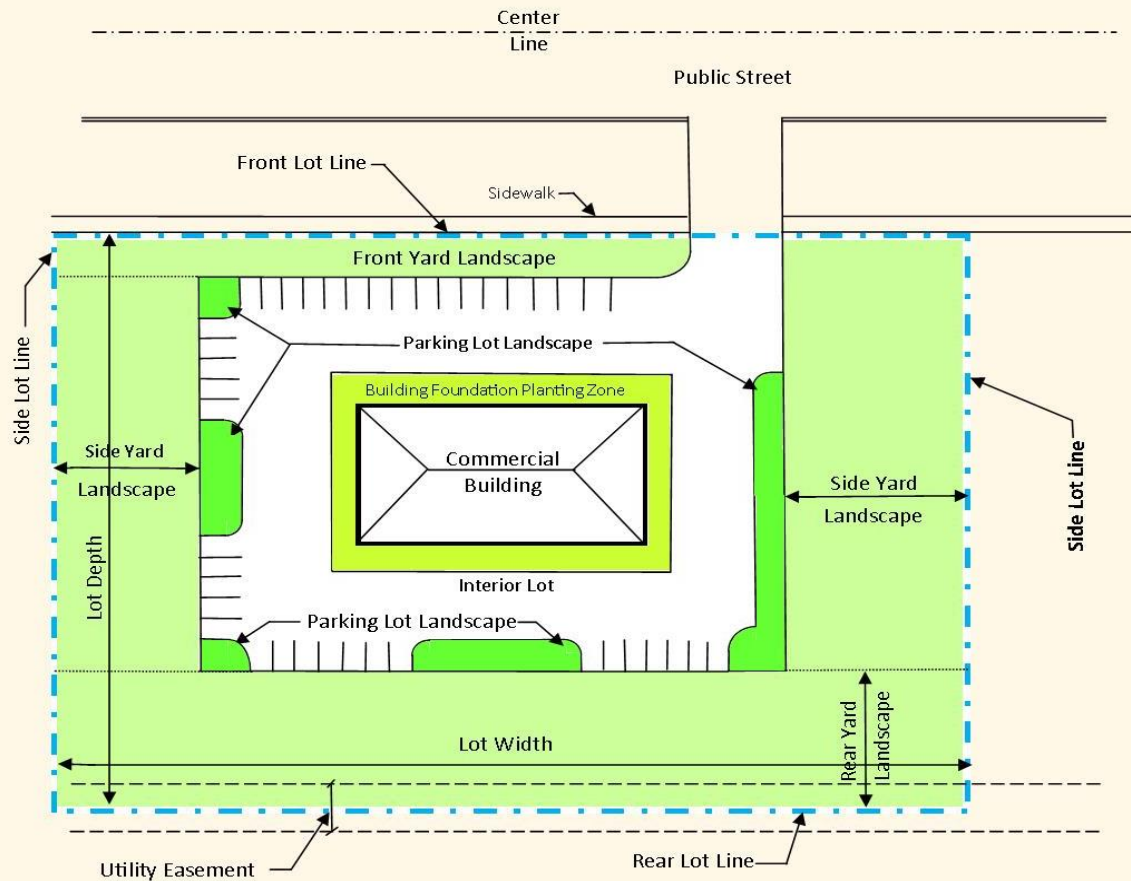 Center
Line
Public Street
Front Lot Line
Sidewalk
Front Yard Landscape
Side Lot Line
Parking Lot Landscape
Building Foundation Planting Zone
Commercial
Building
Side Yard
Landscape
Side Yard
Landscape
Side Lot Line
Lot Depth
Interior Lot
Parking Lot Landscape
Rear Yard
Landscape
Lot Width
Rear Lot Line
Utility Easement